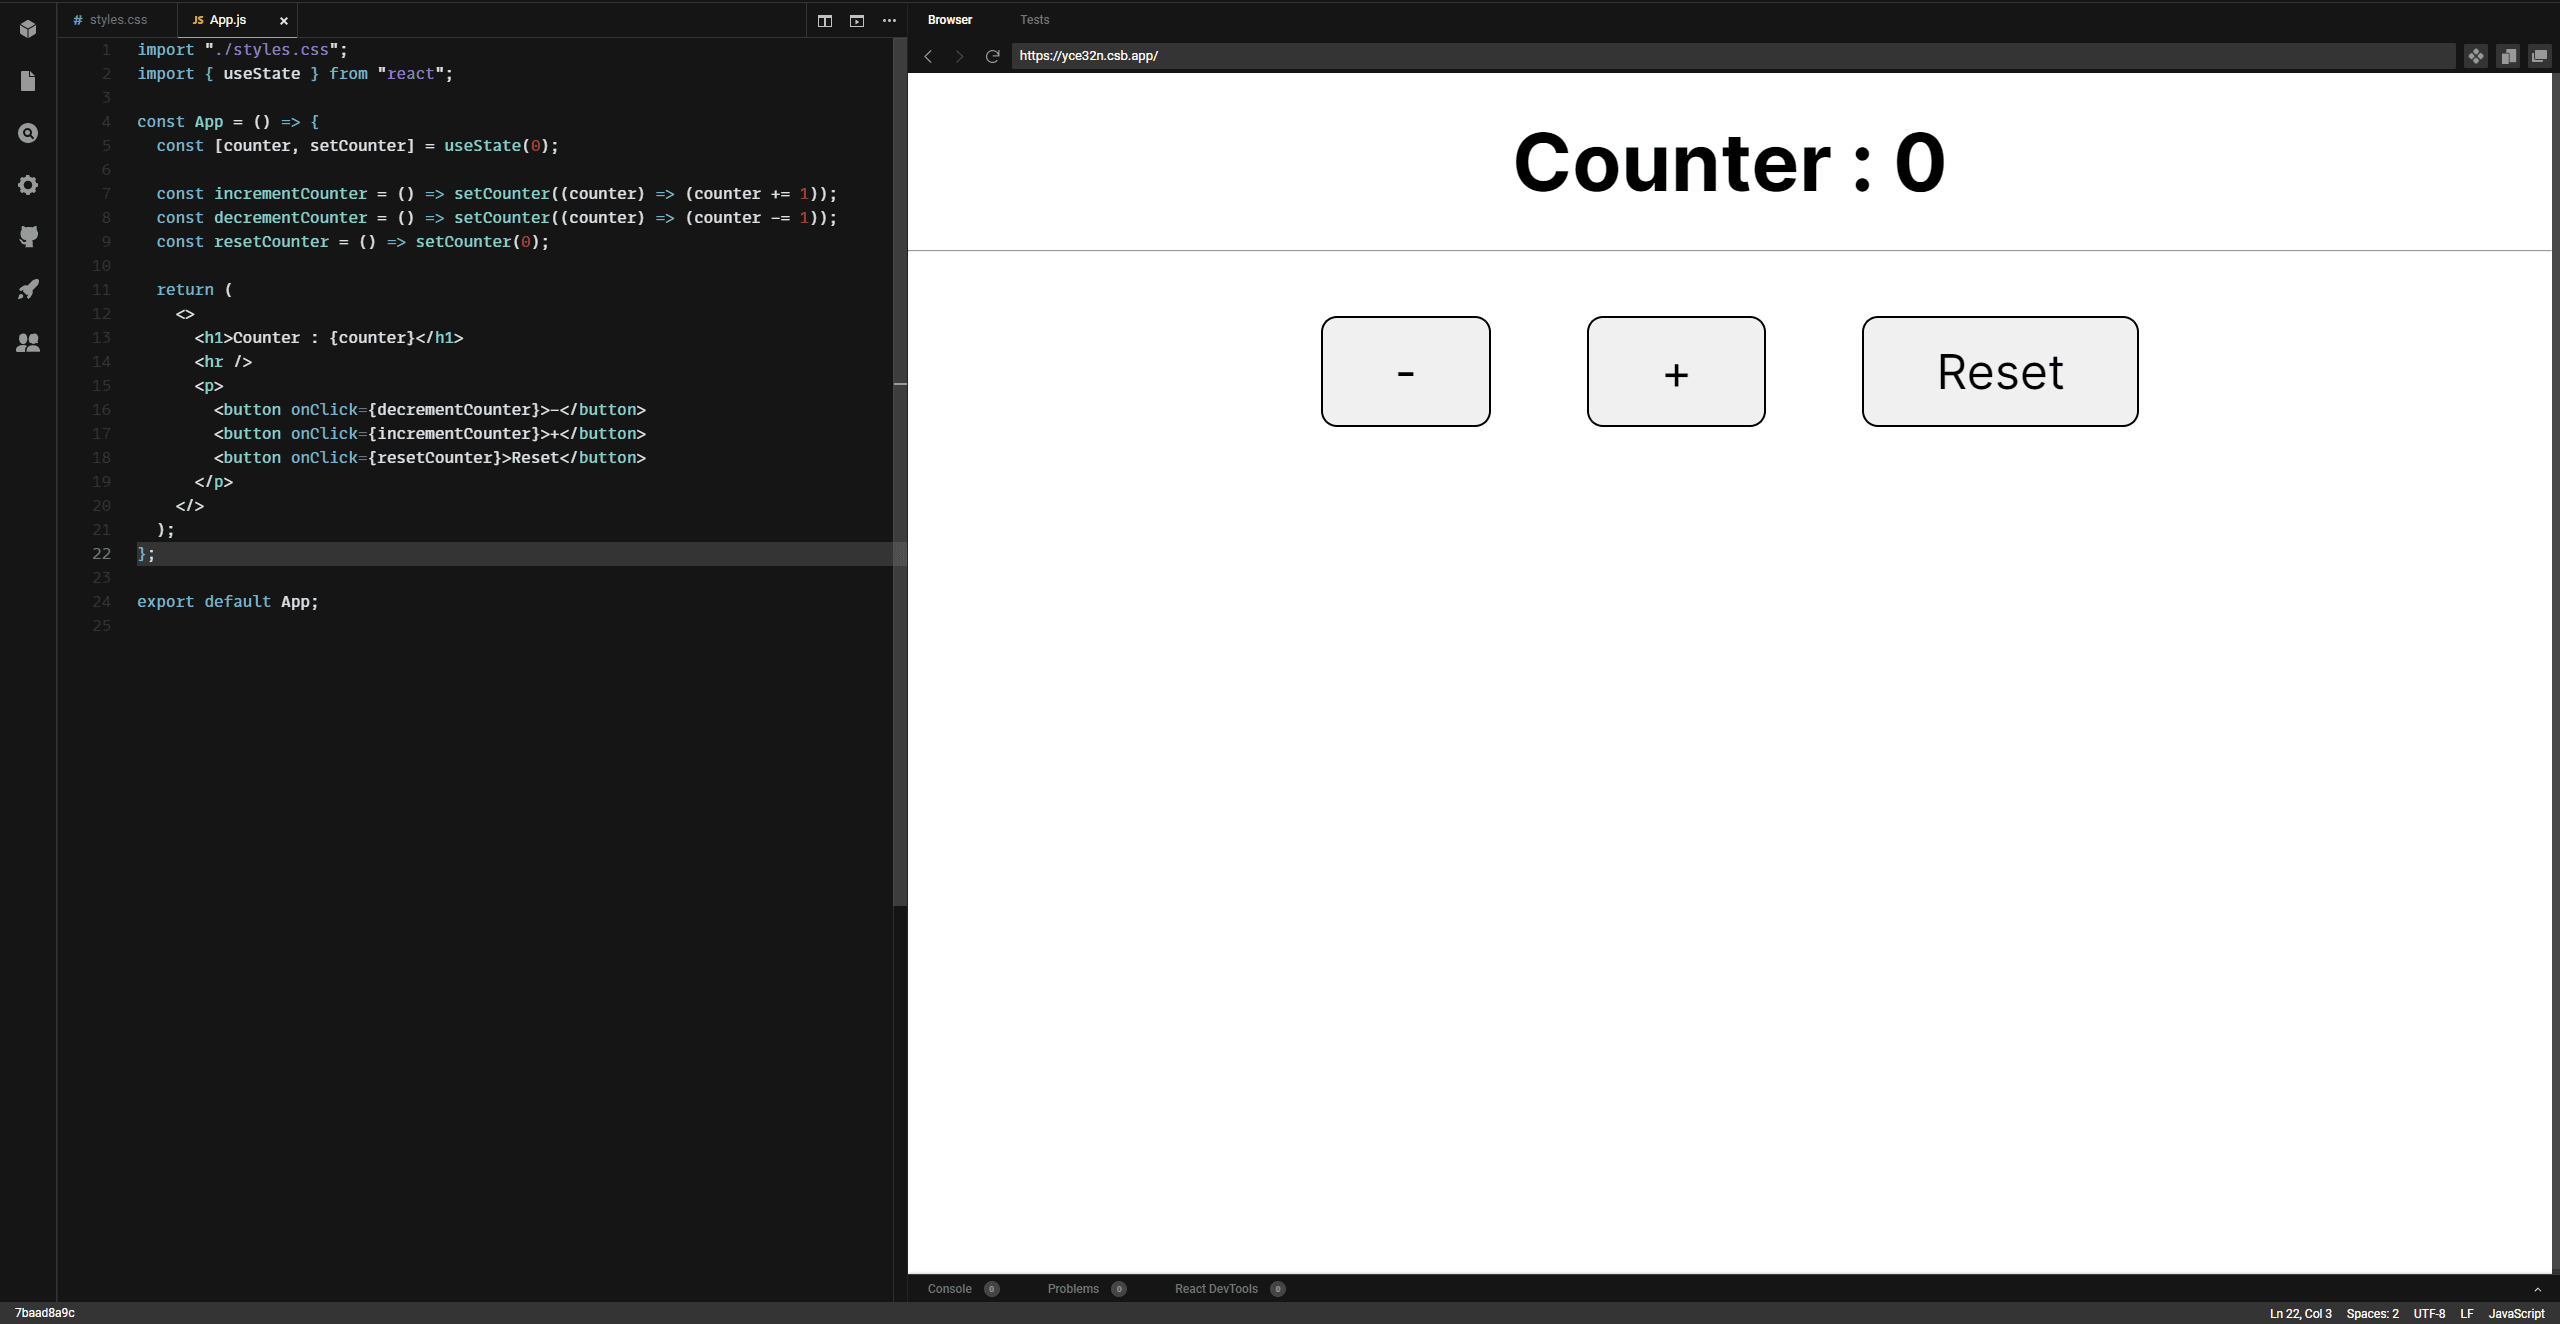 # styles.css
JS App.js ×
1 import "./styles.css";
2 import { useState } from "react";
3
4 const App = () => {
5 const [counter, setCounter] = useState(0);
6
7 const incrementCounter = () => setCounter((counter) => (counter += 1));
8 const decrementCounter = () => setCounter((counter) => (counter -= 1));
9 const resetCounter = () => setCounter(0);
10
11 return (
12 <>
13 <h1>Counter : {counter}</h1>
14 <hr />
15 <p>
16 <button onClick={decrementCounter}>-</button>
17 <button onClick={incrementCounter}>+</button>
18 <button onClick={resetCounter}>Reset</button>
19 </p>
20 </>
21 );
22 };
23
24 export default App;
25
Browser Tests
https://yce32n.csb.app/
Counter : 0
- + Reset
Console 0 Problems 0 React DevTools 0
7baad8a9c
Ln 22, Col 3 Spaces: 2 UTF-8 LF JavaScript